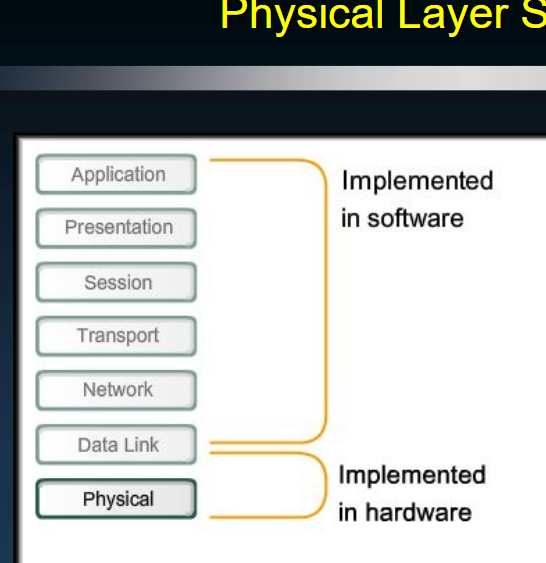 Physical Layer S
Application
Presentation
Session
Transport
Network
Data Link
Physical
Implemented
in software
Implemented
in hardware